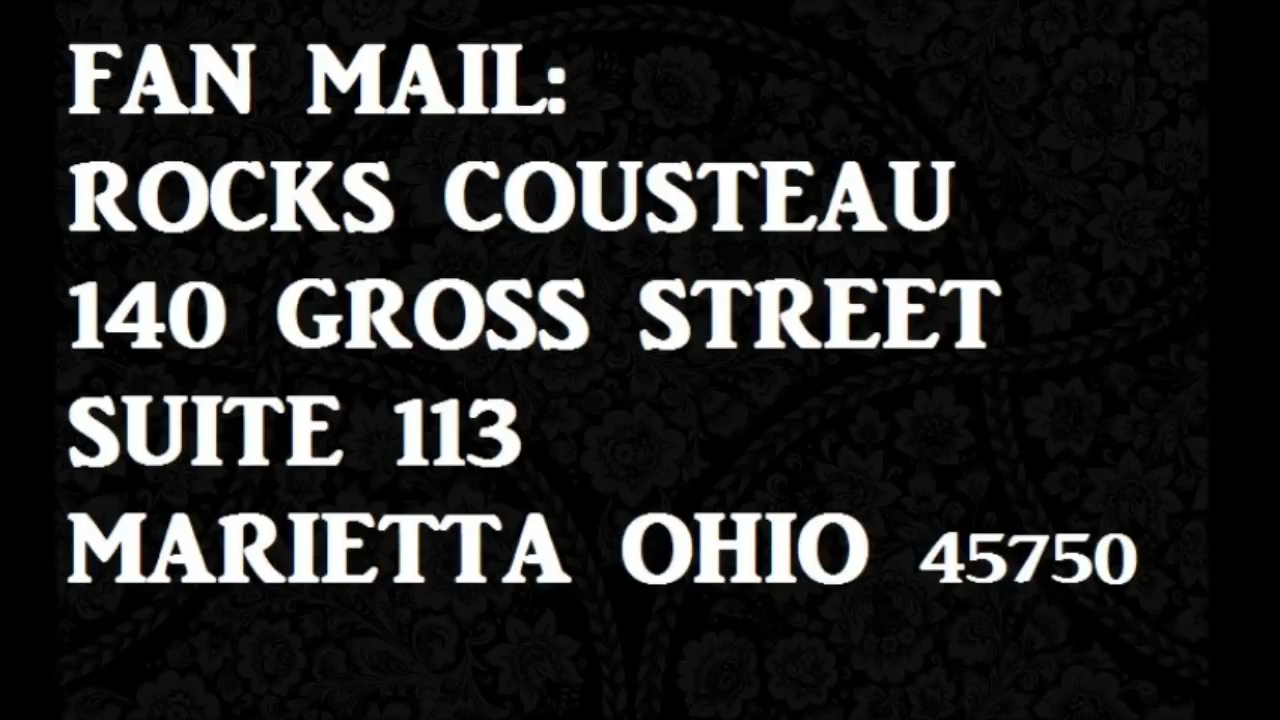 FAN MAIL:
ROCKS COUSTEAU
140 GROSS STREET
SUITE 113
MARIETTA OHIO 45750